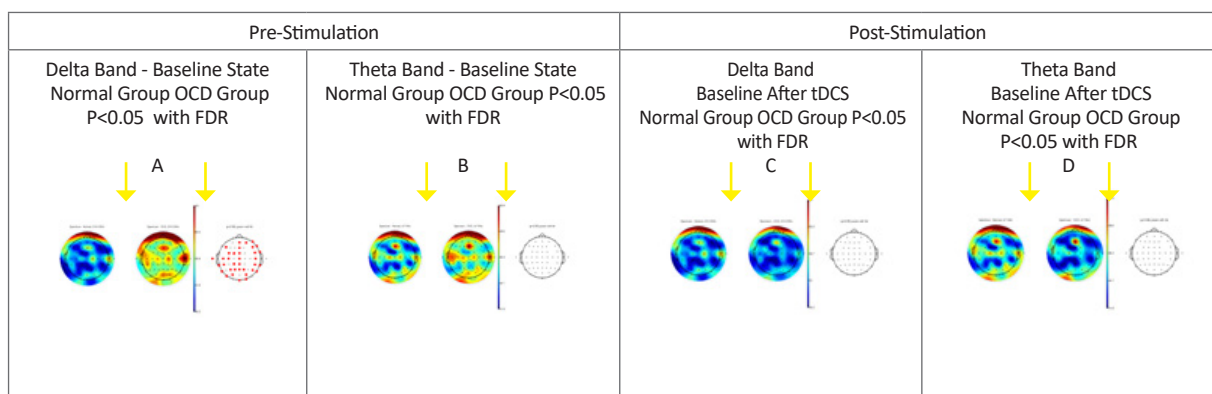 Pre-Stimulation
Post-Stimulation
Delta Band - Baseline State
Normal Group OCD Group
P<0.05 with FDR
A
Theta Band - Baseline State
Normal Group OCD Group P<0.05
with FDR
B
Delta Band
Baseline After tDCS
Normal Group OCD Group P<0.05
with FDR
C
Theta Band
Baseline After tDCS
Normal Group OCD Group
P<0.05 with FDR
D